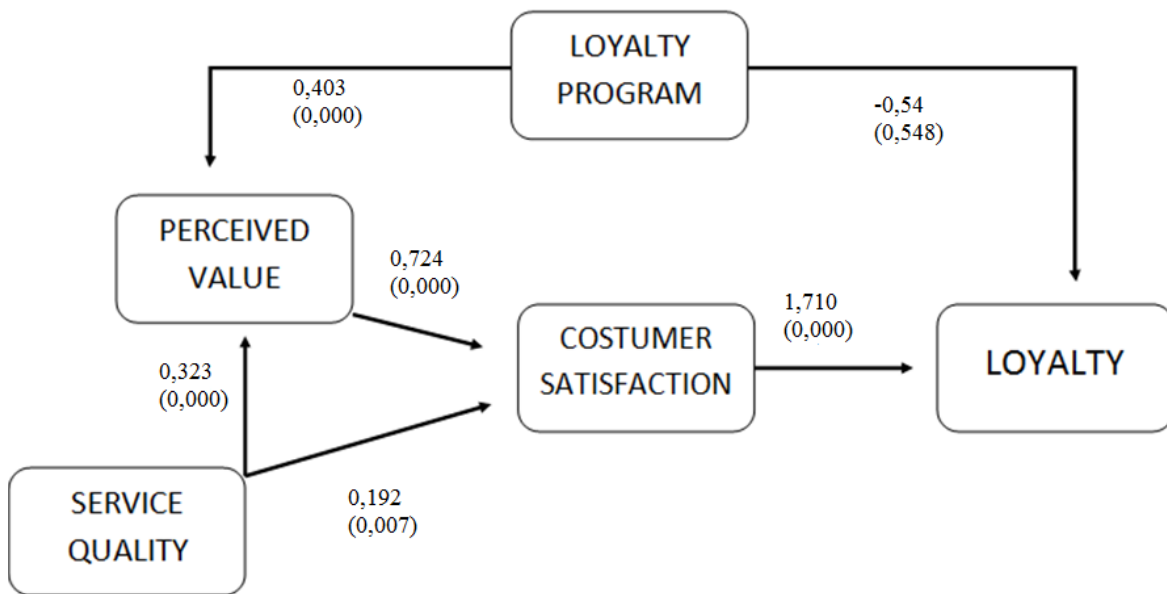 LOYALTY
PROGRAM
0,403
(0,000)
-0,54
(0,548)
PERCEIVED
VALUE
0,724
(0,000)
1,710
(0,000)
COSTUMER
SATISFACTION
LOYALTY
0,323
(0,000)
SERVICE
QUALITY
0,192
(0,007)